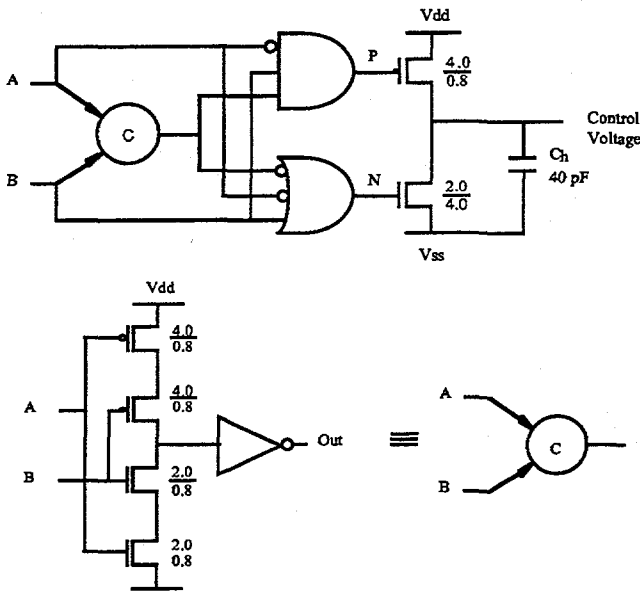 Vdd
A
P
4.0
0.8
C
Control
Voltage
Ch
40 pF
B
N
2.0
4.0
Vss
Vdd
4.0
0.8
4.0
0.8
A
A
Out
C
B
2.0
0.8
B
2.0
0.8